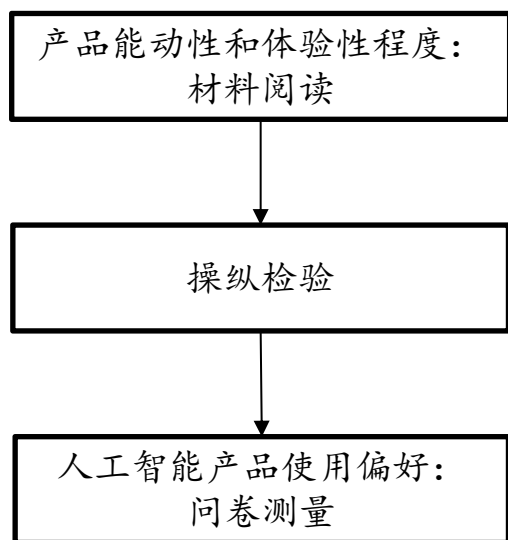 产品能动性和体验性程度：
材料阅读
操纵检验
人工智能产品使用偏好：
问卷测量